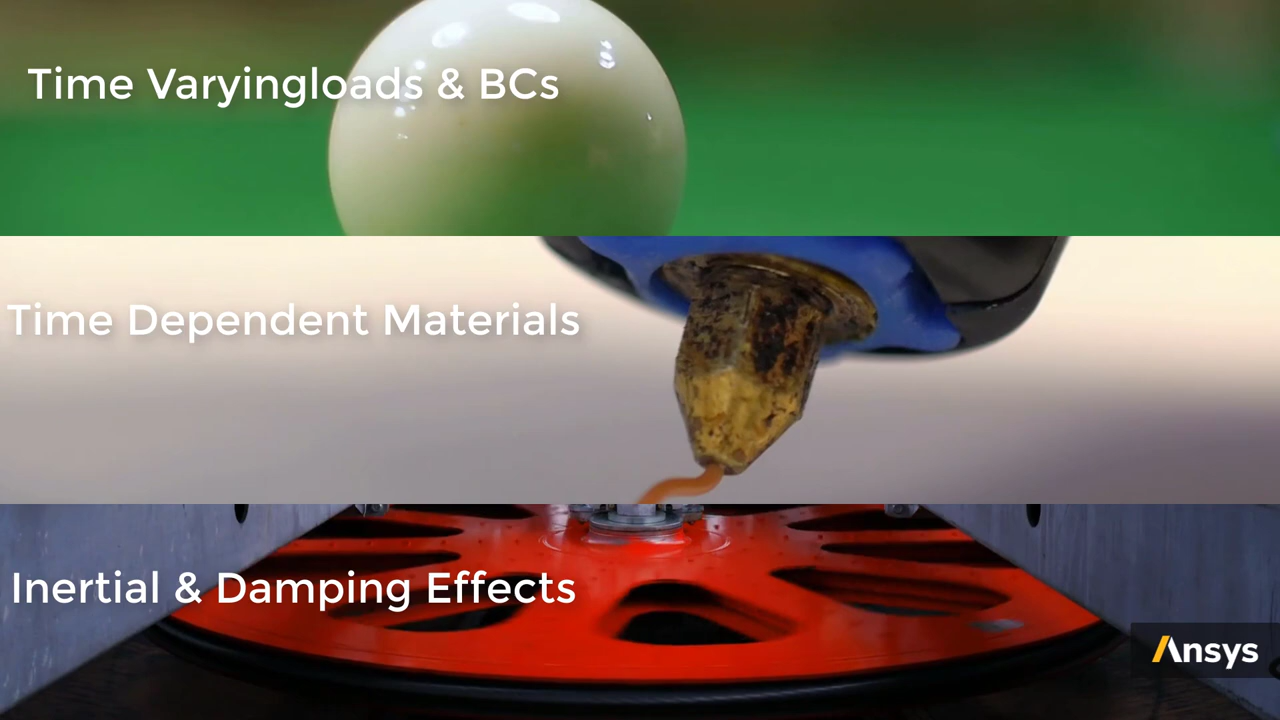 Time Varyingloads & BCs
Time Dependent Materials
Inertial & Damping Effects
Ansys